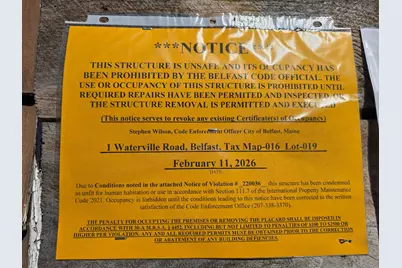 ***NOTICE***
THIS STRUCTURE IS UNSAFE AND ITS OCCUPANCY HAS
BEEN PROHIBITED BY THE BELFAST CODE OFFICIAL. THE
USE OR OCCUPANCY OF THIS STRUCTURE IS PROHIBITED UNTIL
REQUIRED REPAIRS HAVE BEEN PERMITTED AND INSPECTED, OR
THE STRUCTURE REMOVAL IS PERMITTED AND EXECUTED
(This notice serves to revoke any existing Certificate(s) of Occupancy)
Stephen Wilson, Code Enforcement Officer City of Belfast, Maine
1 Waterville Road, Belfast, Tax Map-016 Lot-019
February 11, 2026
DATE
Due to Conditions noted in the attached Notice of Violation # 220036 this structure has been condemned
as unfit for human habitation or use in accordance with Section 111.7 of the International Property Maintenance
Code 2021. Occupancy is forbidden until the conditions leading to this notice have been corrected to the written
satisfaction of the Code Enforcement Office (207-338-3370).
THE PENALTY FOR OCCUPYING THE PREMISES OR REMOVING THE PLACARD SHALL BE IMPOSED IN
ACCORDANCE WITH 30-A M.R.S.A. § 4452, INCLUDING BUT NOT LIMITED TO PENALTIES OF $100 TO $2500 OR
HIGHER PER VIOLATION. ANY AND ALL REQUIRED PERMITS MUST BE OBTAINED PRIOR TO THE CORRECTION
OR ABATEMENT OF ANY BUILDING DEFICIENCIES.